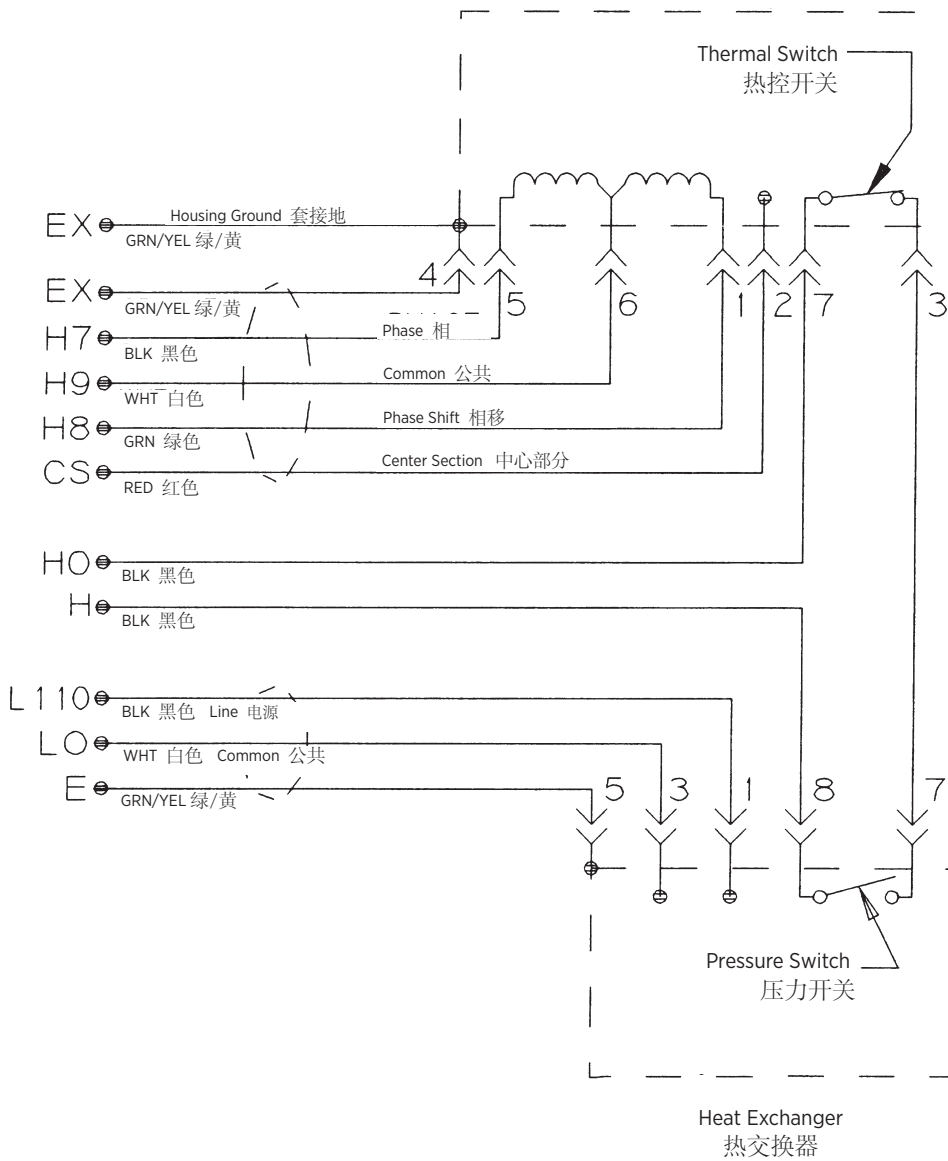 Thermal Switch
热控开关
EX
Housing Ground 套接地
GRN/YEL 绿/黄
4
5
6
1
2
7
3
EX
GRN/YEL 绿/黄
H7
Phase 相
BLK 黑色
H9
Common 公共
WHT 白色
H8
Phase Shift 相移
GRN 绿色
CS
Center Section 中心部分
RED 红色
H0
BLK 黑色
H
BLK 黑色
L110
BLK 黑色 Line 电源
LO
WHT 白色 Common 公共
E
GRN/YEL 绿/黄
5
3
1
8
7
Pressure Switch
压力开关
Heat Exchanger
热交换器